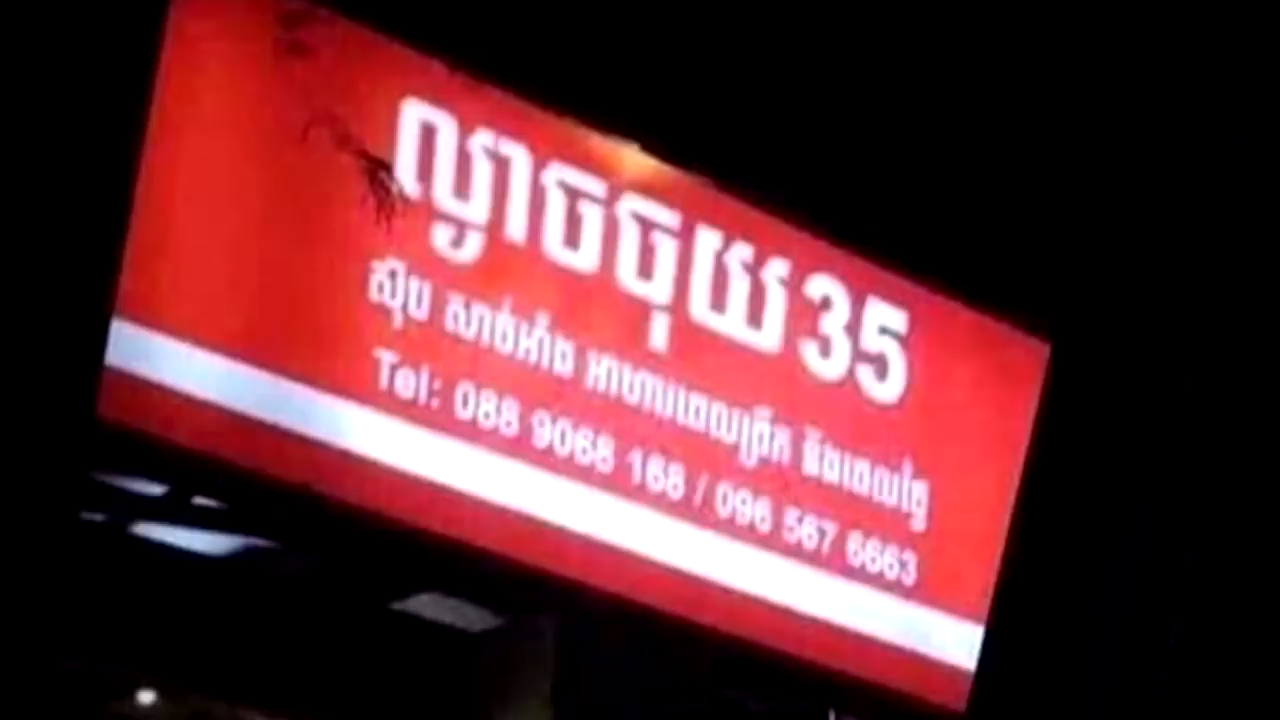 ល្ងាចចុយ35
ស៊ុប សាច់អាំង អាហារពេលព្រឹក និងពេលថ្ងៃ
Tel: 088 9068 168 / 096 567 6663